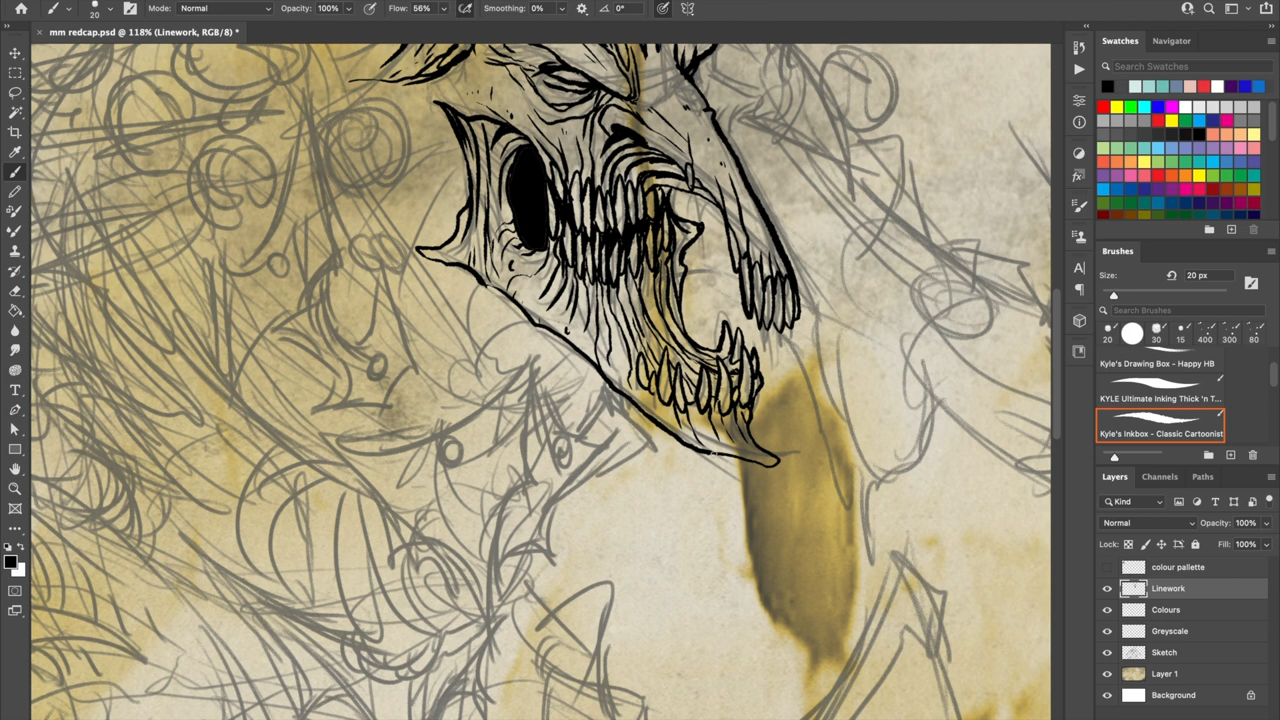 20
Mode: Normal
Opacity: 100%
Flow: 56%
Smoothing: 0%
0°
mm redcap.psd @ 118% (Linework, RGB/8) *
Swatches
Navigator
Search Swatches
Brushes
Size:
20 px
Search Brushes
20
30
15
400
300
80
Kyle's Drawing Box - Happy HB
KYLE Ultimate Inking Thick 'n T...
Kyle's Inkbox - Classic Cartoonist
Layers
Channels
Paths
Kind
Normal
Opacity: 100%
Lock:
Fill: 100%
colour pallette
Linework
Colours
Greyscale
Sketch
Layer 1
Background